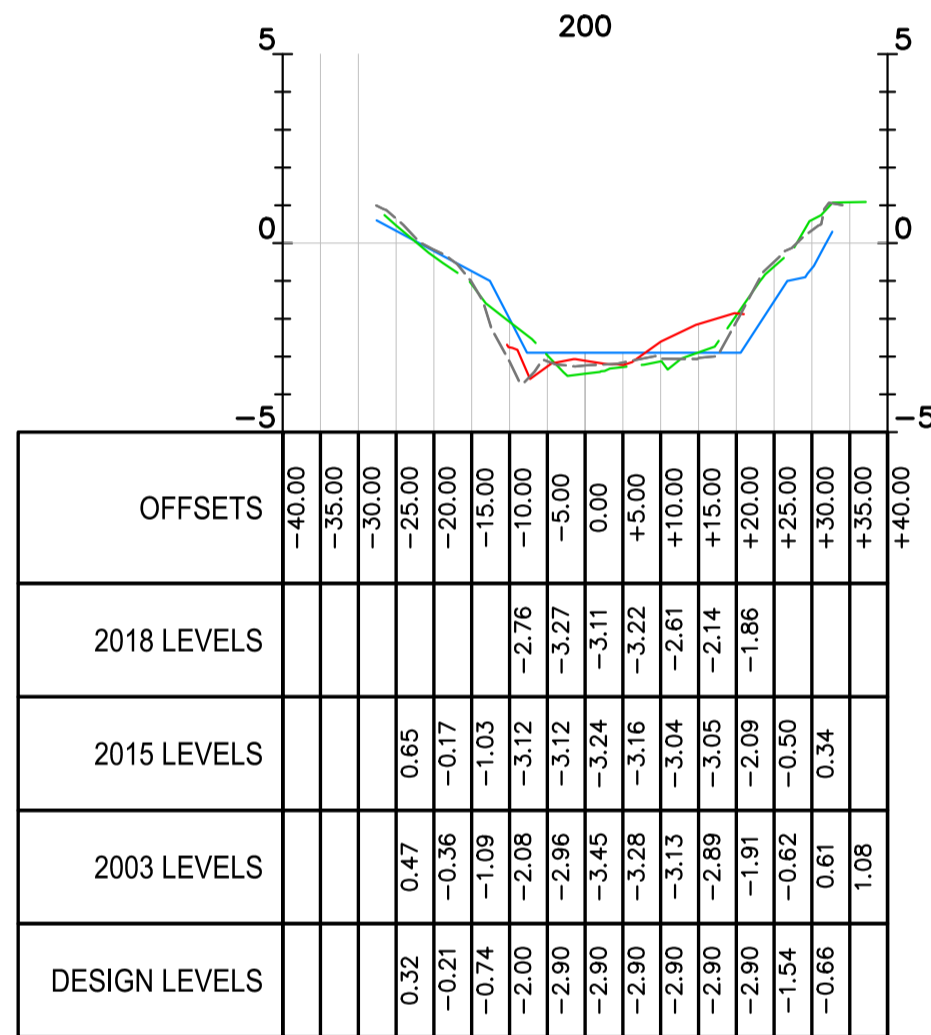 200
5 5
0 0
−5 −5
OFFSETS −40.00 −35.00 −30.00 −25.00 −20.00 −15.00 −10.00 −5.00 0.00 +5.00 +10.00 +15.00 +20.00 +25.00 +30.00 +35.00 +40.00
2018 LEVELS −2.76 −3.27 −3.11 −3.22 −2.61 −2.14 −1.86
2015 LEVELS 0.65 −0.17 −1.03 −3.12 −3.12 −3.24 −3.16 −3.04 −3.05 −2.09 −0.50 0.34
2003 LEVELS 0.47 −0.36 −1.09 −2.08 −2.96 −3.45 −3.28 −3.13 −2.89 −1.91 −0.62 0.61 1.08
DESIGN LEVELS 0.32 −0.21 −0.74 −2.00 −2.90 −2.90 −2.90 −2.90 −2.90 −2.90 −1.54 −0.66